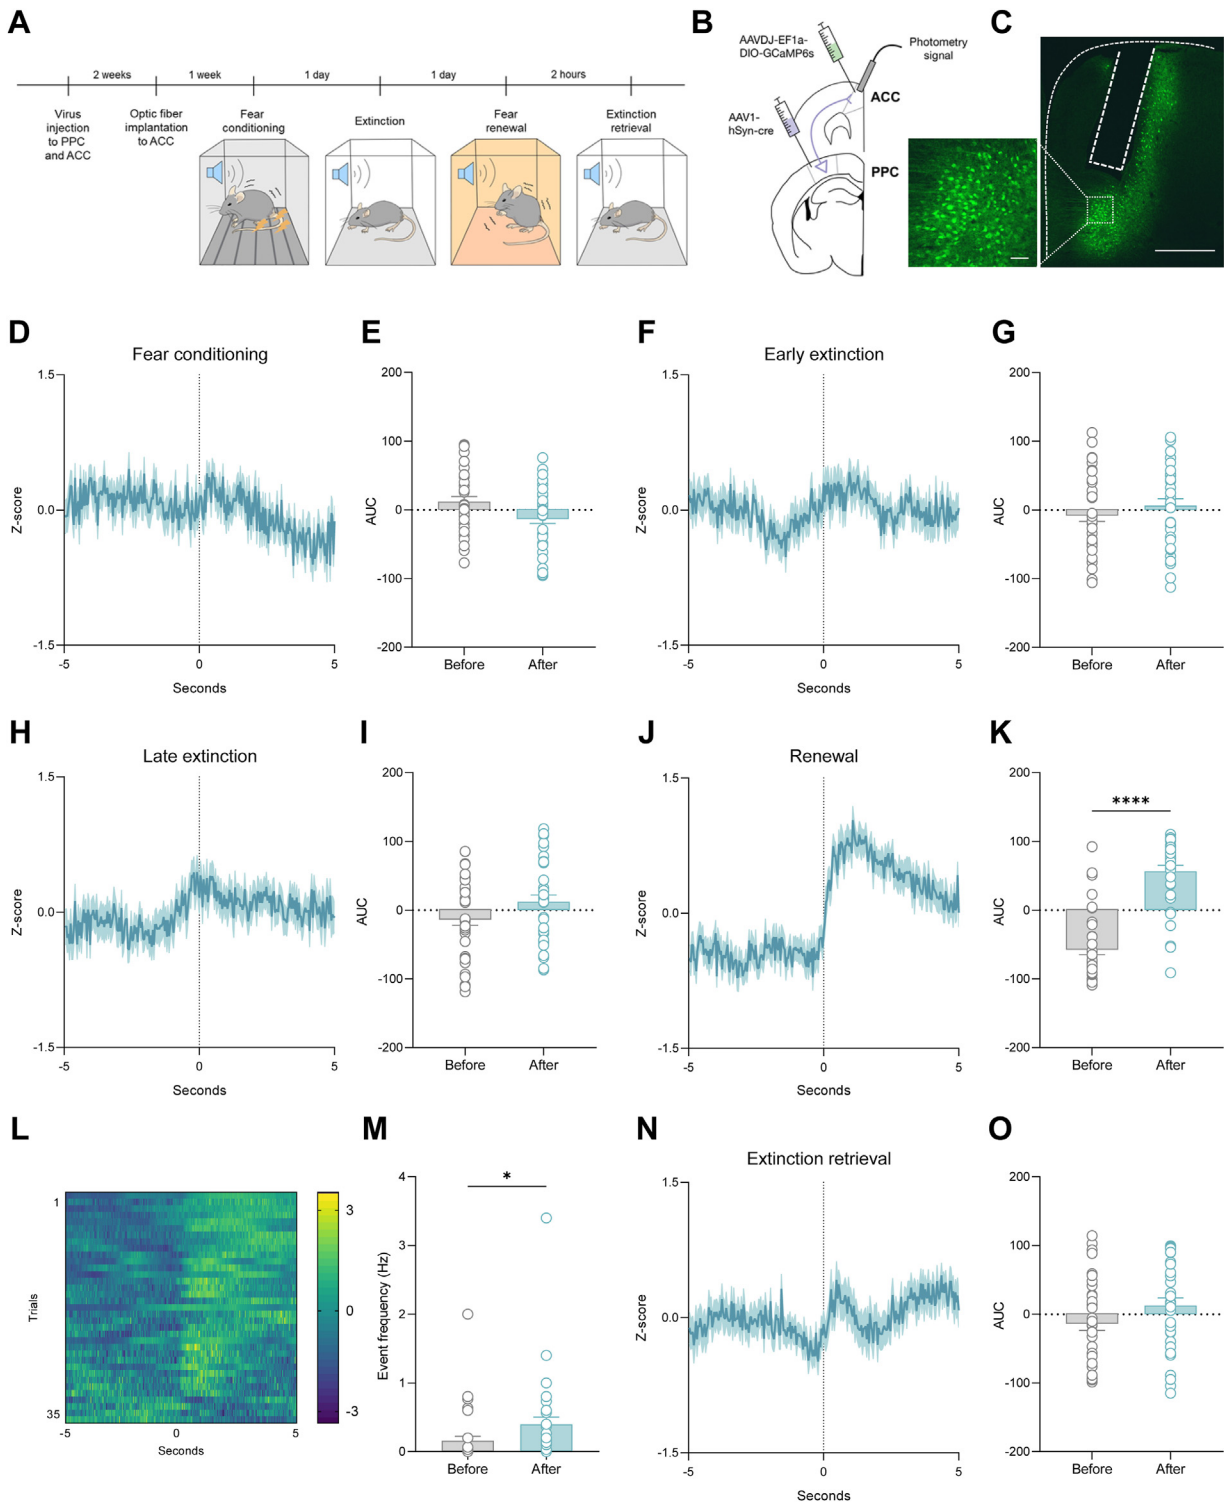 A
2 weeks
1 week
1 day
1 day
2 hours
Virus
injection
to PPC
and ACC
Optic fiber
implantation
to ACC
Fear
conditioning
Extinction
Fear
renewal
Extinction
retrieval
B
AAVDJ-EF1a-
DIO-GCaMP6s
Photometry
signal
ACC
AAV1-
hSyn-cre
PPC
C
D
Fear conditioning
1.5
0.0
-1.5
Z-score
-5
0
5
Seconds
E
200
100
0
-100
-200
AUC
Before
After
F
Early extinction
1.5
0.0
-1.5
Z-score
-5
0
5
Seconds
G
200
100
0
-100
-200
AUC
Before
After
H
Late extinction
1.5
0.0
-1.5
Z-score
-5
0
5
Seconds
I
200
100
0
-100
-200
AUC
Before
After
J
Renewal
1.5
0.0
-1.5
Z-score
-5
0
5
Seconds
K
200
100
0
-100
-200
AUC
****
Before
After
L
1
Trials
35
-5
0
5
Seconds
3
0
-3
M
4
3
2
1
0
Event frequency (Hz)
*
Before
After
N
Extinction retrieval
1.5
0.0
-1.5
Z-score
-5
0
5
Seconds
O
200
100
0
-100
-200
AUC
Before
After